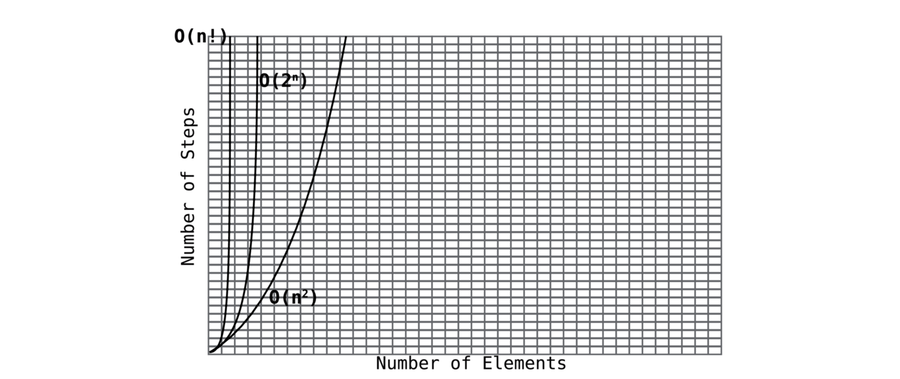 O(n!)
O(2ⁿ)
Number of Steps
O(n²)
Number of Elements